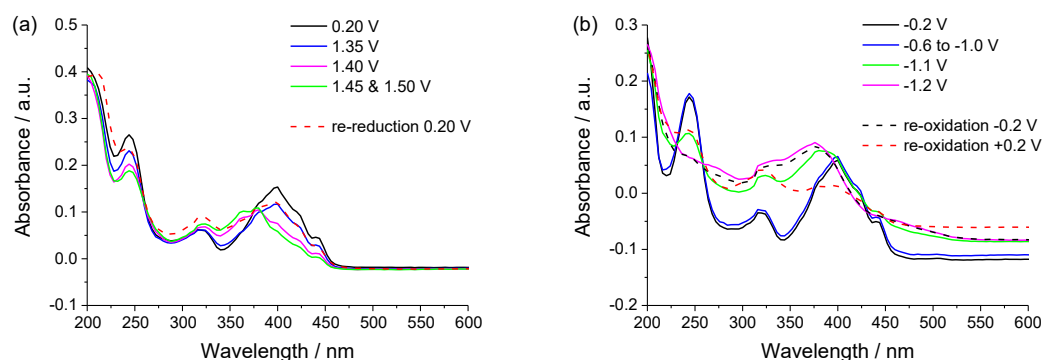 (a)
0.5
0.4
0.3
0.2
0.1
0.0
-0.1
Absorbance / a.u.
200 250 300 350 400 450 500 550 600
Wavelength / nm
0.20 V
1.35 V
1.40 V
1.45 & 1.50 V
re-reduction 0.20 V
(b)
0.3
0.2
0.1
0.0
-0.1
-0.2
Absorbance / a.u.
200 250 300 350 400 450 500 550 600
Wavelength / nm
-0.2 V
-0.6 to -1.0 V
-1.1 V
-1.2 V
re-oxidation -0.2 V
re-oxidation +0.2 V